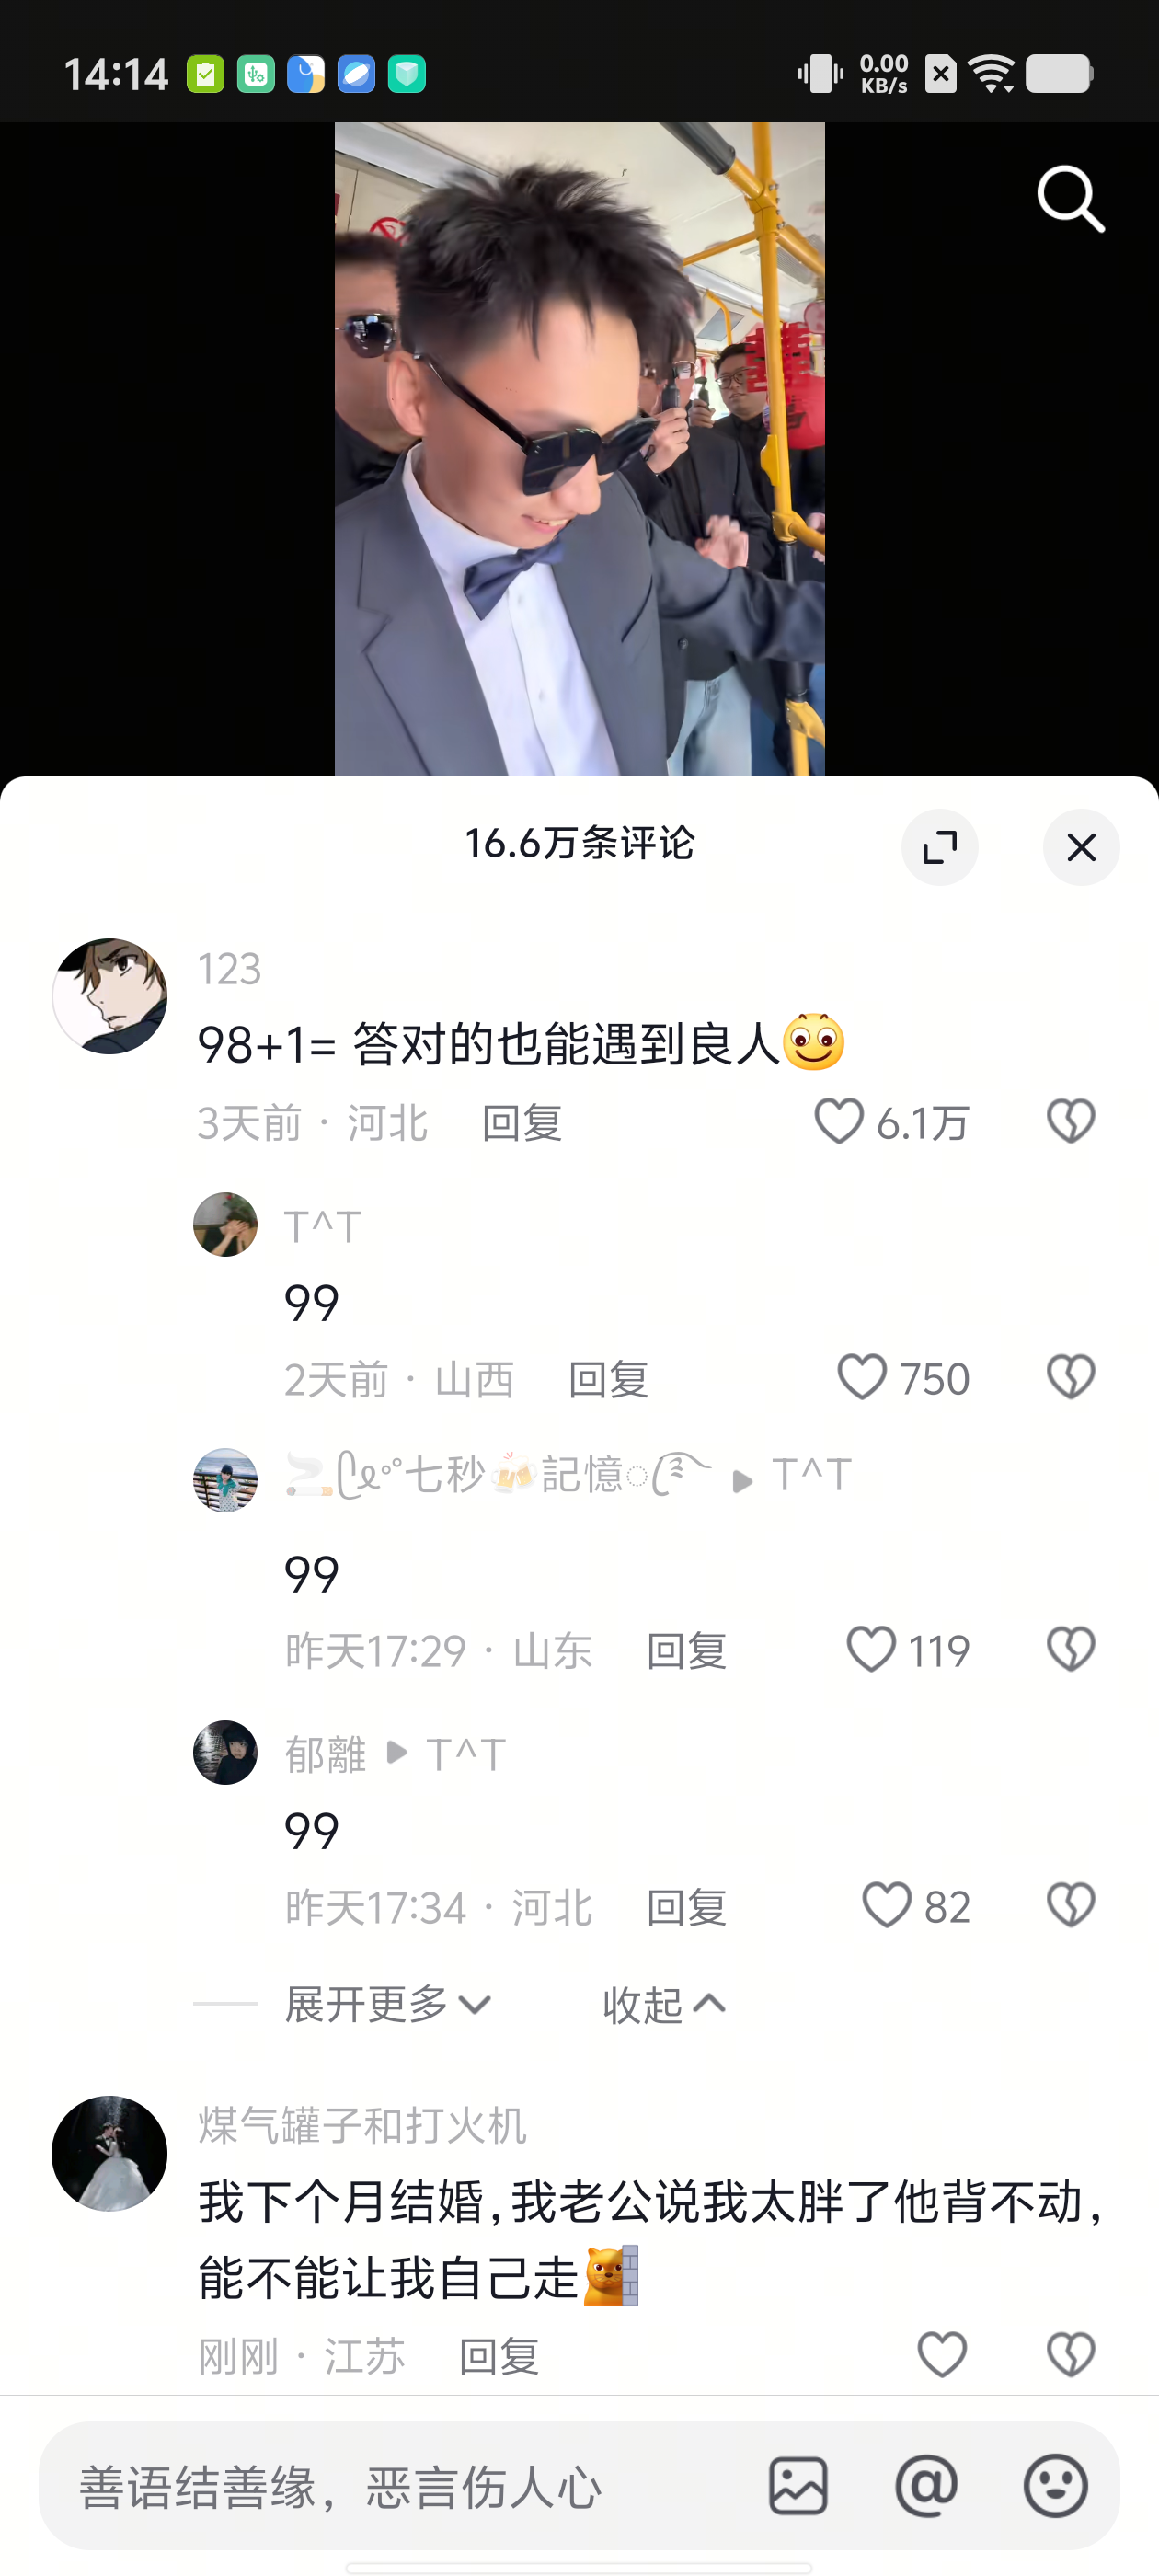 14:14
0.00
KB/s
16.6万条评论
123
98+1= 答对的也能遇到良人
3天前 · 河北 回复 6.1万
T^T
99
2天前 · 山西 回复 750
七秒🍻記憶 ▶ T^T
99
昨天17:29 · 山东 回复 119
郁離 ▶ T^T
99
昨天17:34 · 河北 回复 82
展开更多 收起
煤气罐子和打火机
我下个月结婚,我老公说我太胖了他背不动,
能不能让我自己走
刚刚 · 江苏 回复
善语结善缘，恶言伤人心